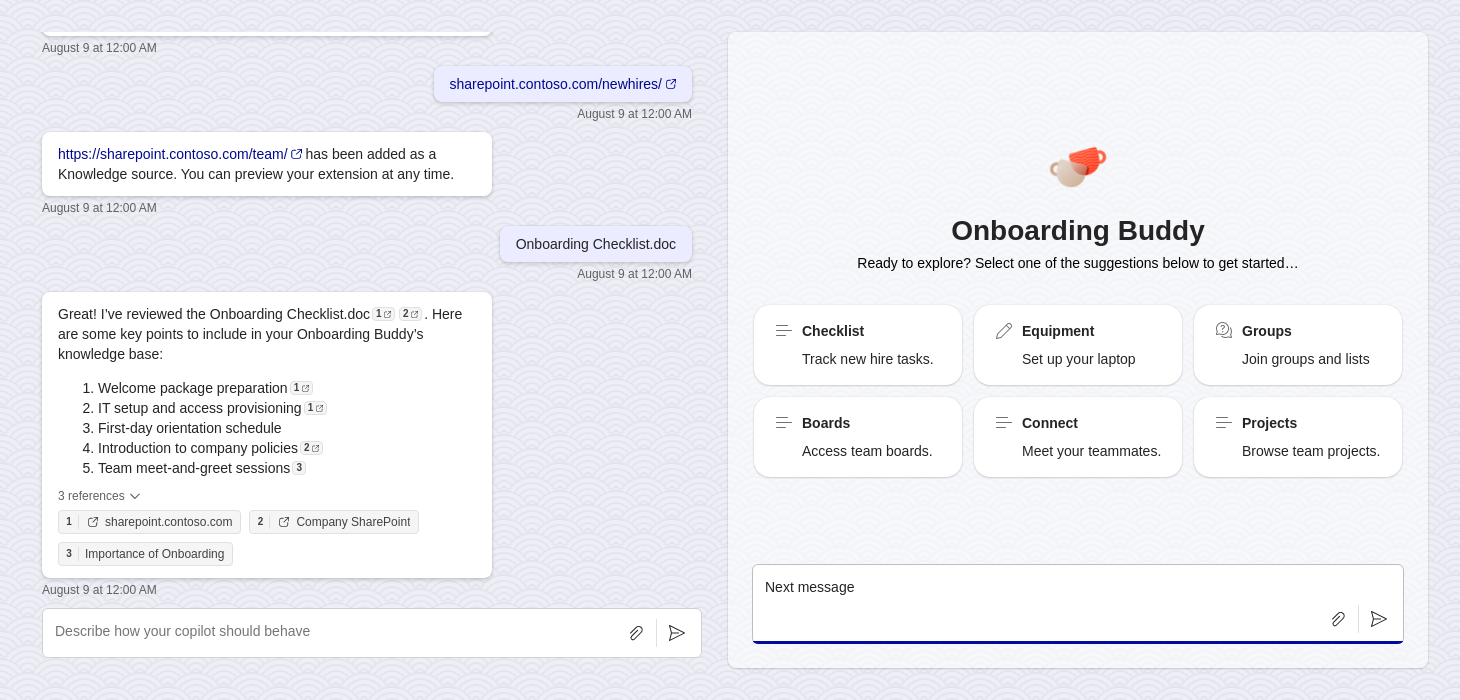 August 9 at 12:00 AM
sharepoint.contoso.com/newhires/
August 9 at 12:00 AM
https://sharepoint.contoso.com/team/ has been added as a
Knowledge source. You can preview your extension at any time.
August 9 at 12:00 AM
Onboarding Checklist.doc
August 9 at 12:00 AM
Great! I’ve reviewed the Onboarding Checklist.doc 1 2 . Here
are some key points to include in your Onboarding Buddy’s
knowledge base:
1. Welcome package preparation 1
2. IT setup and access provisioning 1
3. First-day orientation schedule
4. Introduction to company policies 2
5. Team meet-and-greet sessions 3
3 references
1 sharepoint.contoso.com 2 Company SharePoint
3 Importance of Onboarding
August 9 at 12:00 AM
Describe how your copilot should behave
Onboarding Buddy
Ready to explore? Select one of the suggestions below to get started…
Checklist
Track new hire tasks.
Equipment
Set up your laptop
Groups
Join groups and lists
Boards
Access team boards.
Connect
Meet your teammates.
Projects
Browse team projects.
Next message